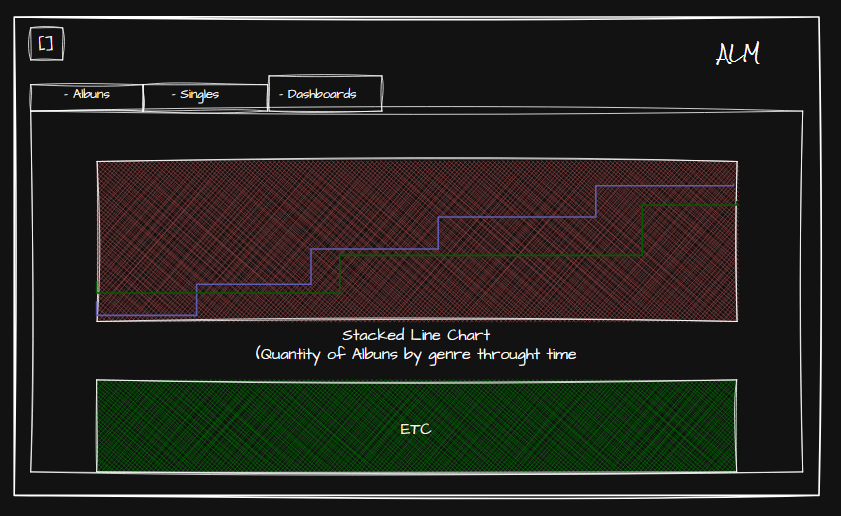 []
ALM
- Albuns
- Singles
- Dashboards
Stacked Line Chart
(Quantity of Albuns by genre throught time
ETC